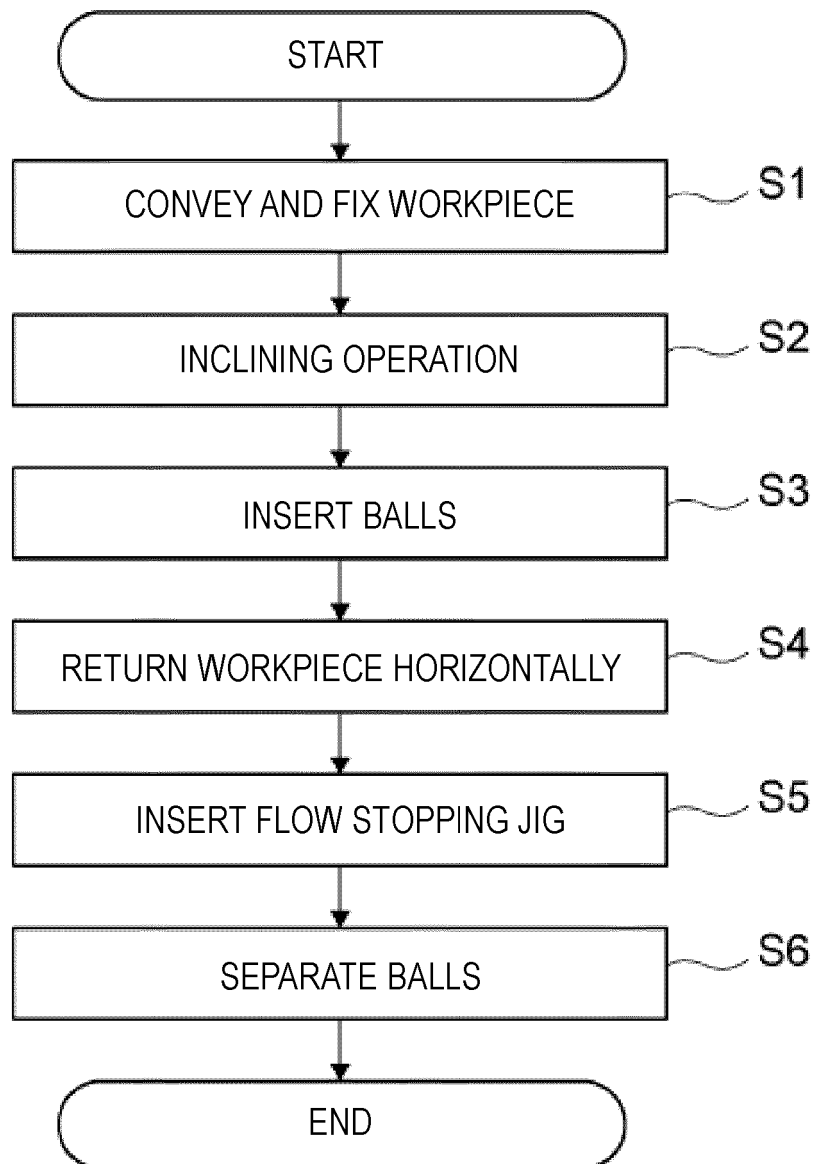 START
CONVEY AND FIX WORKPIECE
S1
INCLINING OPERATION
S2
INSERT BALLS
S3
RETURN WORKPIECE HORIZONTALLY
S4
INSERT FLOW STOPPING JIG
S5
SEPARATE BALLS
S6
END